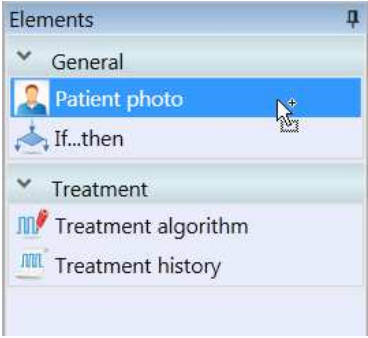 Elements
General
Patient photo
If...then
Treatment
Treatment algorithm
Treatment history